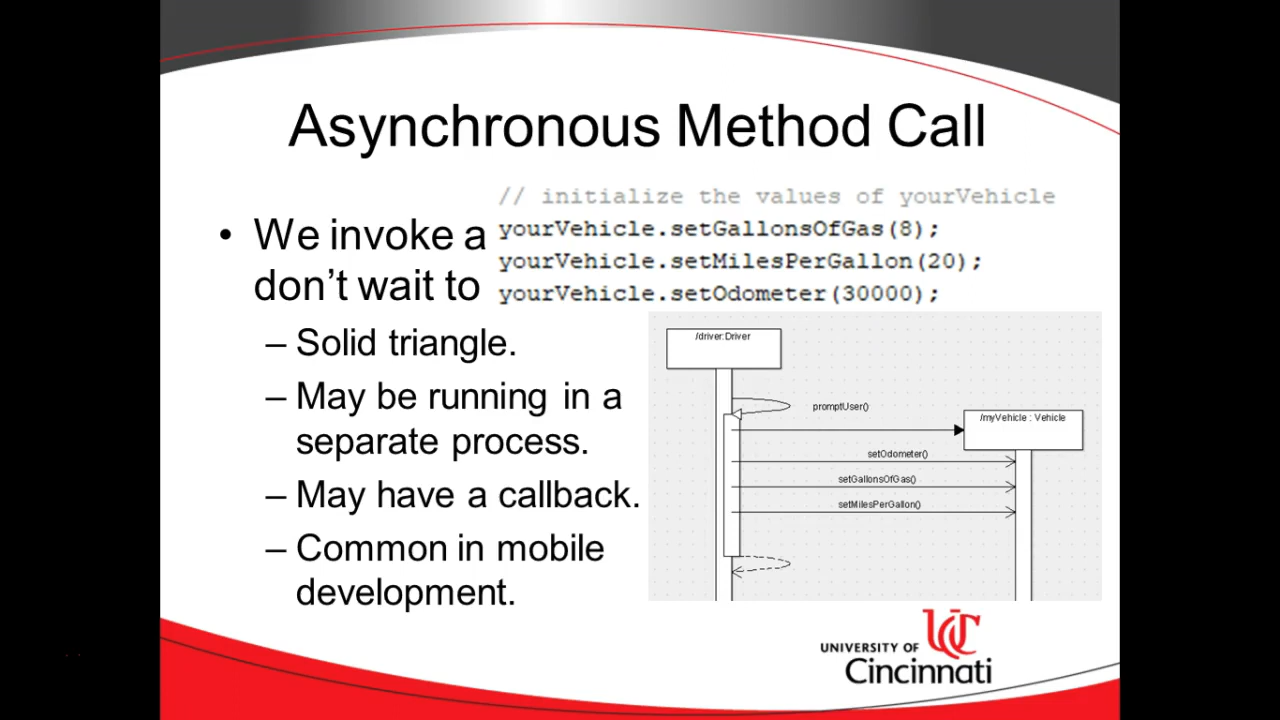 Asynchronous Method Call
// initialize the values of yourVehicle
yourVehicle.setGallonsOfGas(8);
yourVehicle.setMilesPerGallon(20);
yourVehicle.setOdometer(30000);
• We invoke a
don’t wait to
– Solid triangle.
– May be running in a
separate process.
– May have a callback.
– Common in mobile
development.
/driver:Driver
promptUser()
/myVehicle : Vehicle
setOdometer()
setGallonsOfGas()
setMilesPerGallon()
UC
UNIVERSITY OF
Cincinnati